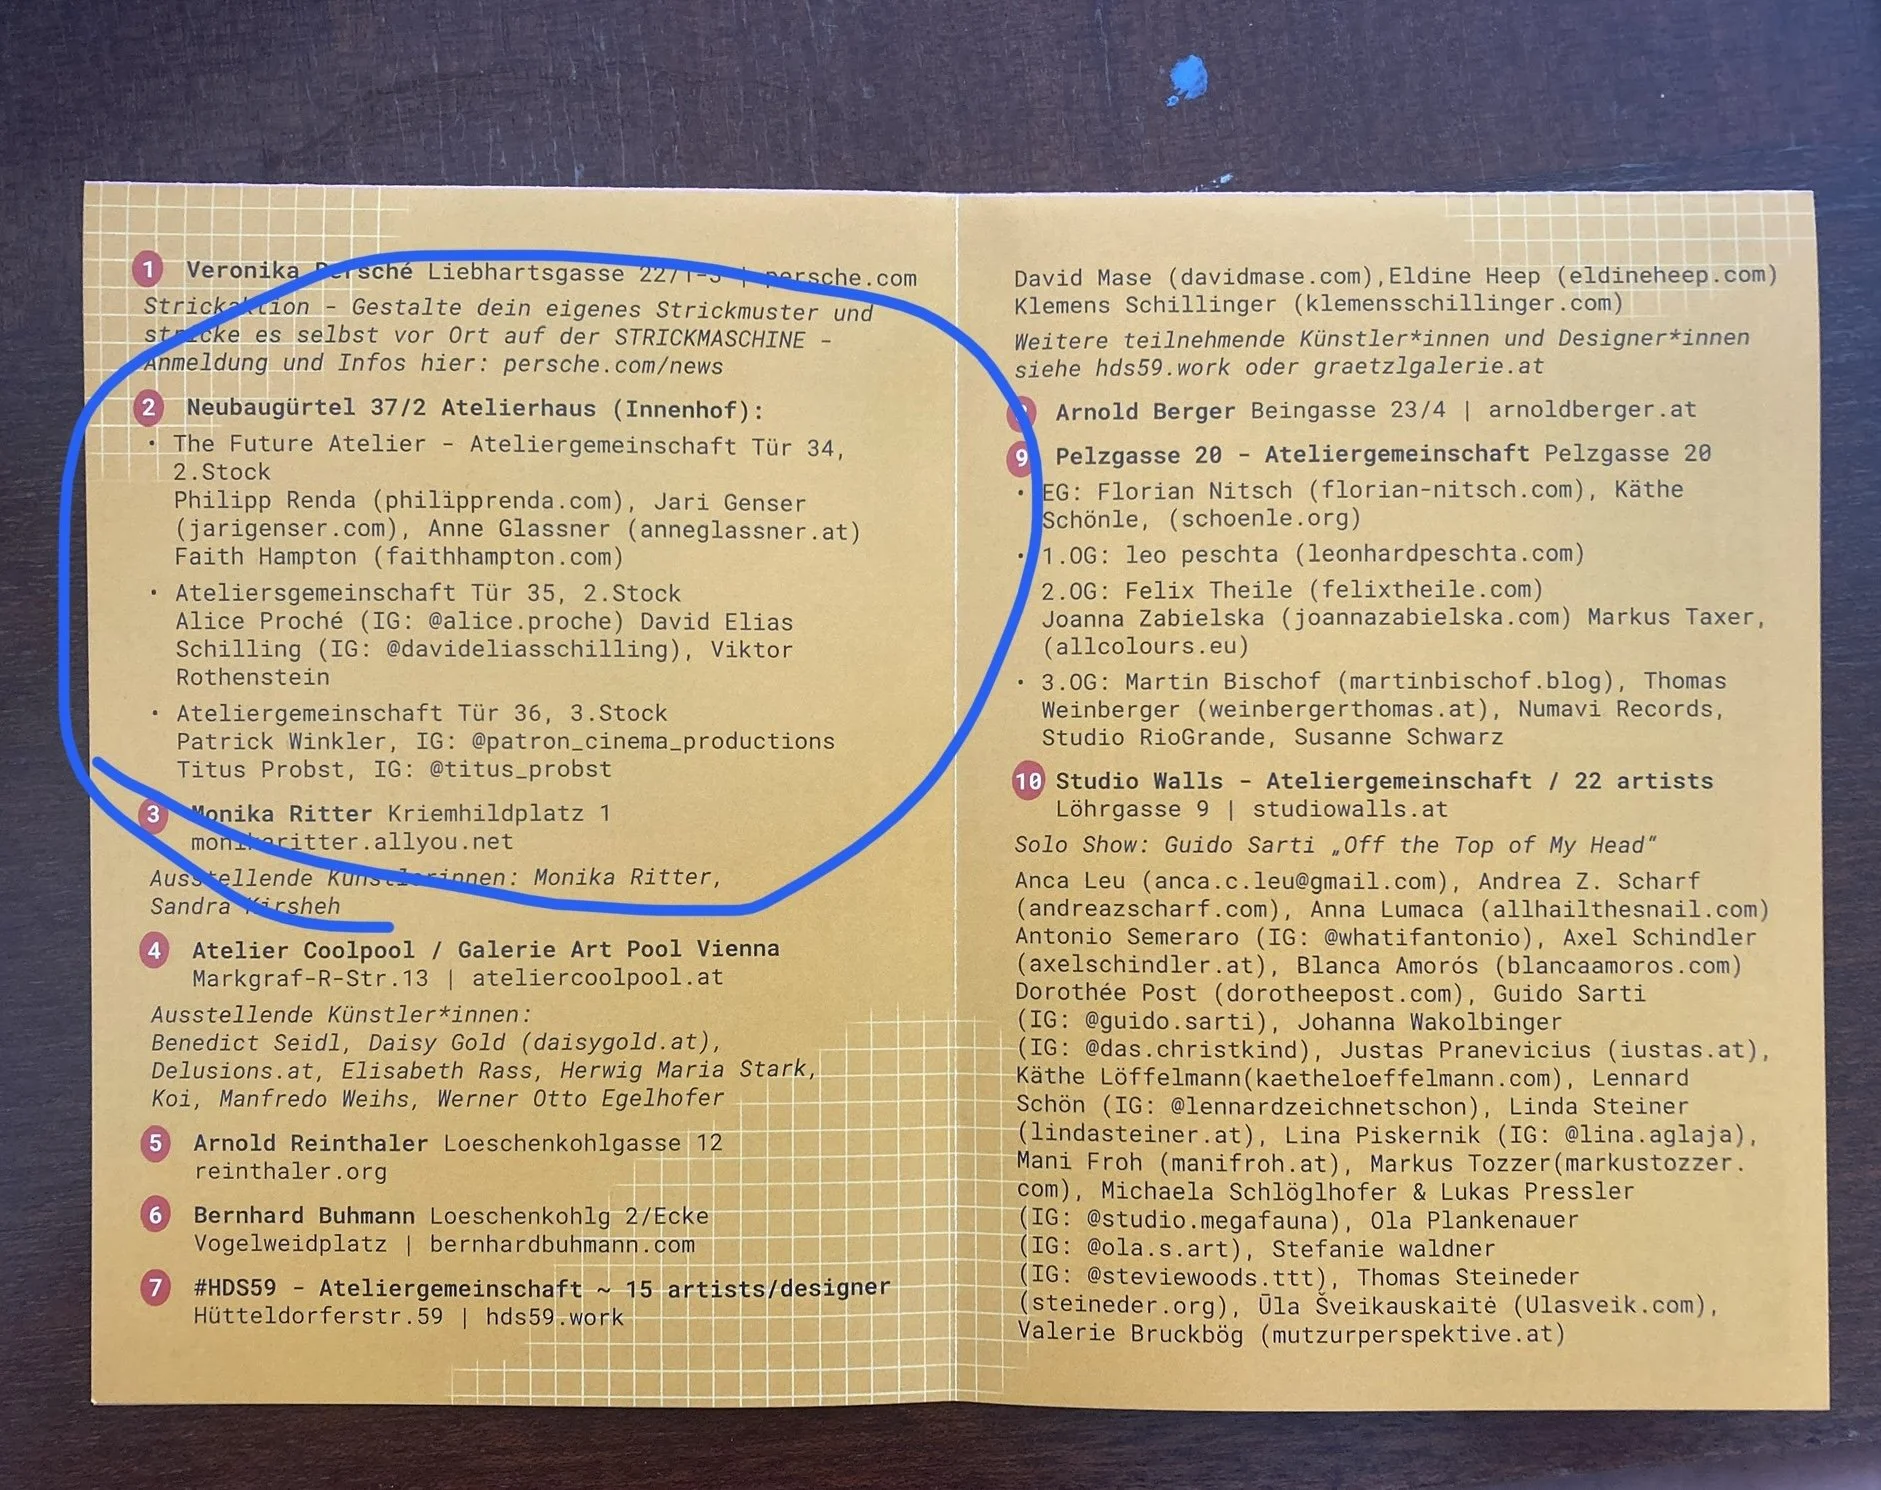 1 Veronika Persché Liebhartsgasse 22/1-3 | persche.com
Strickaktion – Gestalte dein eigenes Strickmuster und
stricke es selbst vor Ort auf der STRICKMASCHINE –
Anmeldung und Infos hier: persche.com/news
2 Neubaugürtel 37/2 Atelierhaus (Innenhof):
· The Future Atelier – Ateliergemeinschaft Tür 34,
2.Stock
Philipp Renda (philipprenda.com), Jari Genser
(jarigenser.com), Anne Glassner (anneglassner.at)
Faith Hampton (faithhampton.com)
· Ateliersgemeinschaft Tür 35, 2.Stock
Alice Proché (IG: @alice.proche) David Elias
Schilling (IG: @davideliasschilling), Viktor
Rothenstein
· Ateliergemeinschaft Tür 36, 3.Stock
Patrick Winkler, IG: @patron_cinema_productions
Titus Probst, IG: @titus_probst
3 Monika Ritter Kriemhildplatz 1
monikaritter.allyou.net
Ausstellende Künstlerinnen: Monika Ritter,
Sandra Kirsheh
4 Atelier Coolpool / Galerie Art Pool Vienna
Markgraf-R-Str.13 | ateliercoolpool.at
Ausstellende Künstler*innen:
Benedict Seidl, Daisy Gold (daisygold.at),
Delusions.at, Elisabeth Rass, Herwig Maria Stark,
Koi, Manfredo Weihs, Werner Otto Egelhofer
5 Arnold Reinthaler Loeschenkohlgasse 12
reinthaler.org
6 Bernhard Buhmann Loeschenkohlg 2/Ecke
Vogelweidplatz | bernhardbuhmann.com
7 #HDS59 – Ateliergemeinschaft ~ 15 artists/designer
Hütteldorferstr.59 | hds59.work
David Mase (davidmase.com),Eldine Heep (eldineheep.com)
Klemens Schillinger (klemensschillinger.com)
Weitere teilnehmende Künstler*innen und Designer*innen
siehe hds59.work oder graetzlgalerie.at
8 Arnold Berger Beingasse 23/4 | arnoldberger.at
9 Pelzgasse 20 – Ateliergemeinschaft Pelzgasse 20
· EG: Florian Nitsch (florian-nitsch.com), Käthe
Schönle, (schoenle.org)
· 1.OG: leo peschta (leonhardpeschta.com)
2.OG: Felix Theile (felixtheile.com)
Joanna Zabielska (joannazabielska.com) Markus Taxer,
(allcolours.eu)
· 3.OG: Martin Bischof (martinbischof.blog), Thomas
Weinberger (weinbergerthomas.at), Numavi Records,
Studio RioGrande, Susanne Schwarz
10 Studio Walls – Ateliergemeinschaft / 22 artists
Löhrgasse 9 | studiowalls.at
Solo Show: Guido Sarti „Off the Top of My Head“
Anca Leu (anca.c.leu@gmail.com), Andrea Z. Scharf
(andreazscharf.com), Anna Lumaca (allhailthesnail.com)
Antonio Semeraro (IG: @whatifantonio), Axel Schindler
(axelschindler.at), Blanca Amorós (blancaamoros.com)
Dorothée Post (dorotheepost.com), Guido Sarti
(IG: @guido.sarti), Johanna Wakolbinger
(IG: @das.christkind), Justas Pranevicius (iustas.at),
Käthe Löffelmann(kaetheloeffelmann.com), Lennard
Schön (IG: @lennardzeichnetschon), Linda Steiner
(lindasteiner.at), Lina Piskernik (IG: @lina.aglaja),
Mani Froh (manifroh.at), Markus Tozzer(markustozzer.
com), Michaela Schlöglhofer & Lukas Pressler
(IG: @studio.megafauna), Ola Plankenauer
(IG: @ola.s.art), Stefanie waldner
(IG: @steviewoods.ttt), Thomas Steineder
(steineder.org), Ūla Šveikauskaitė (Ulasveik.com),
Valerie Bruckbög (mutzurperspektive.at)